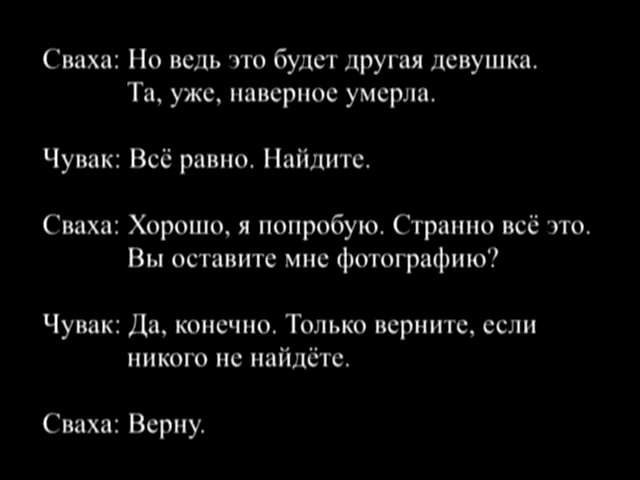 Сваха: Но ведь это будет другая девушка.
Та, уже, наверное умерла.
Чувак: Всё равно. Найдите.
Сваха: Хорошо, я попробую. Странно всё это.
Вы оставите мне фотографию?
Чувак: Да, конечно. Только верните, если
никого не найдёте.
Сваха: Верну.